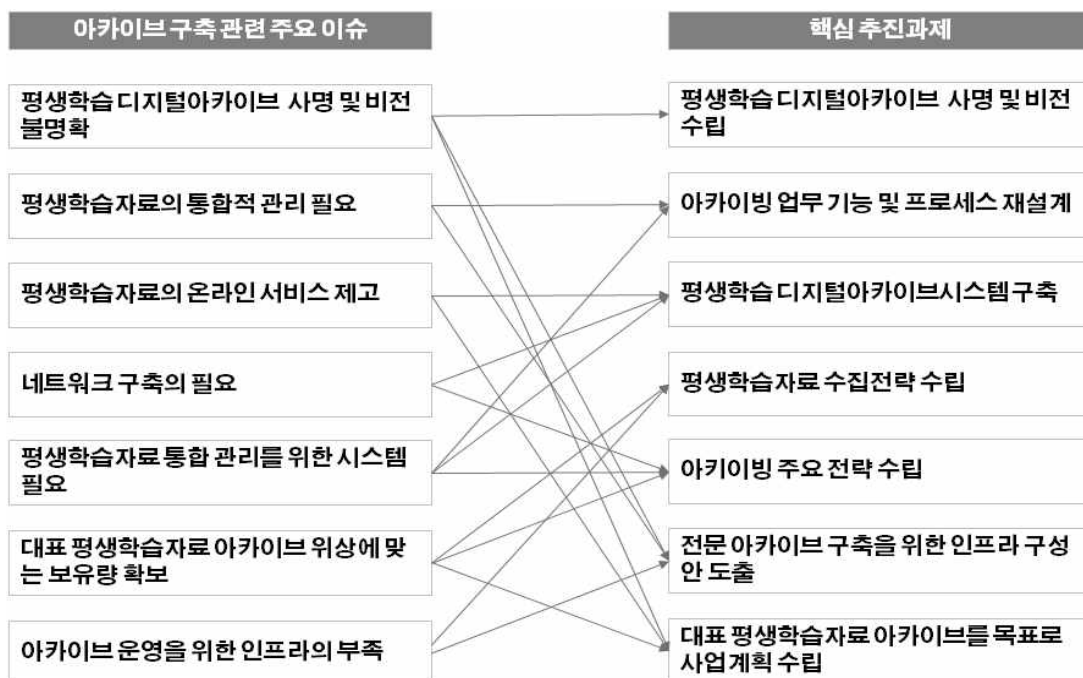 아카이브 구축 관련 주요 이슈
평생학습 디지털아카이브 사명 및 비전
불명확
평생학습자료의 통합적 관리 필요
평생학습자료의 온라인 서비스 제고
네트워크 구축의 필요
평생학습자료 통합 관리를 위한 시스템
필요
대표 평생학습자료 아카이브 위상에 맞
는 보유량 확보
아카이브 운영을 위한 인프라의 부족
핵심 추진과제
평생학습 디지털아카이브 사명 및 비전
수립
아카이빙 업무 기능 및 프로세스 재설계
평생학습 디지털아카이브시스템 구축
평생학습자료 수집전략 수립
아키이빙 주요 전략 수립
전문 아카이브 구축을 위한 인프라 구성
안 도출
대표 평생학습자료 아카이브를 목표로
사업계획 수립